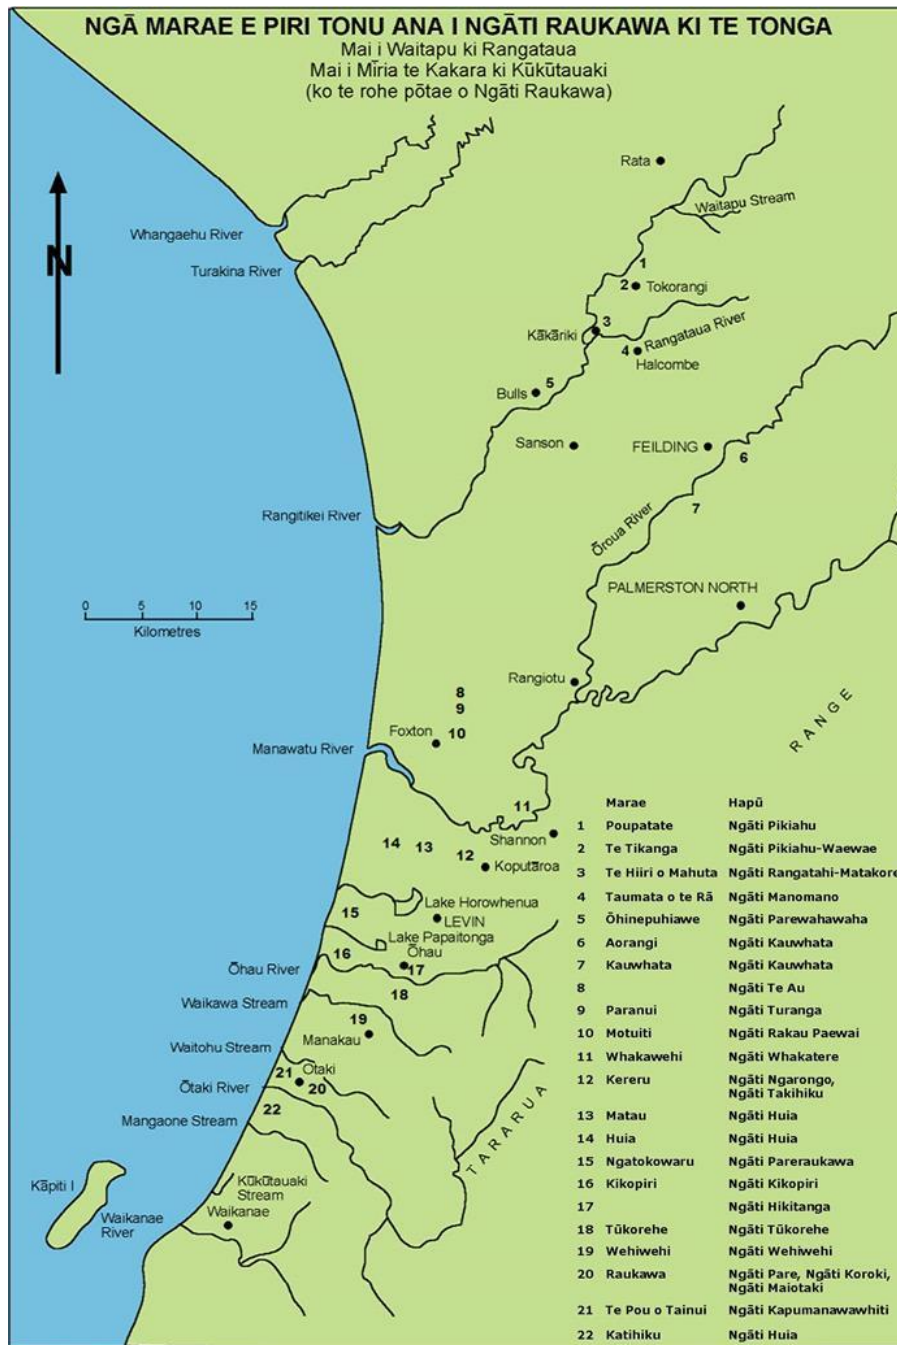 NGĀ MARAE E PIRI TONU ANA I NGĀTI RAUKAWA KI TE TONGA
Mai i Waitapu ki Rangataua
Mai i Mīria te Kakara ki Kūkūtauaki
(ko te rohe pōtae o Ngāti Raukawa)
Rata
Waitapu Stream
Whangaehu River
N
Turakina River
1
2 Tokorangi
3
Kākāriki
Rangataua River
4
Halcombe
5
Bulls
Sanson
FEILDING
6
7
Rangitikei River
Ōroua River
PALMERSTON NORTH
0 5 10 15
Kilometres
Rangiotu
8
9
Foxton 10
RANGE
Manawatu River
11
Shannon
14 13 12
Koputāroa
Lake Horowhenua
15
LEVIN
Lake Papaitonga
16
Ōhau
17
Ōhau River
18
Waikawa Stream
19
Manakau
Waitohu Stream
21 Ōtaki
20
Ōtaki River
22
Mangaone Stream
TARARUA
Kūkūtauaki
Stream
Kāpiti I
Waikanae
River
Waikanae
Marae Hapū
1 Poupatate Ngāti Pikiahu
2 Te Tikanga Ngāti Pikiahu-Waewae
3 Te Hiiri o Mahuta Ngāti Rangatahi-Matakore
4 Taumata o te Rā Ngāti Manomano
5 Ōhinepuhiawe Ngāti Parewahawaha
6 Aorangi Ngāti Kauwhata
7 Kauwhata Ngāti Kauwhata
8 Ngāti Te Au
9 Paranui Ngāti Turanga
10 Motuiti Ngāti Rakau Paewai
11 Whakawehi Ngāti Whakatere
12 Kereru Ngāti Ngarongo,
Ngāti Takihiku
13 Matau Ngāti Huia
14 Huia Ngāti Huia
15 Ngatokowaru Ngāti Pareraukawa
16 Kikopiri Ngāti Kikopiri
17 Ngāti Hikitanga
18 Tūkorehe Ngāti Tūkorehe
19 Wehiwehi Ngāti Wehiwehi
20 Raukawa Ngāti Pare, Ngāti Koroki,
Ngāti Maiotaki
21 Te Pou o Tainui Ngāti Kapumanawawhiti
22 Katihiku Ngāti Huia